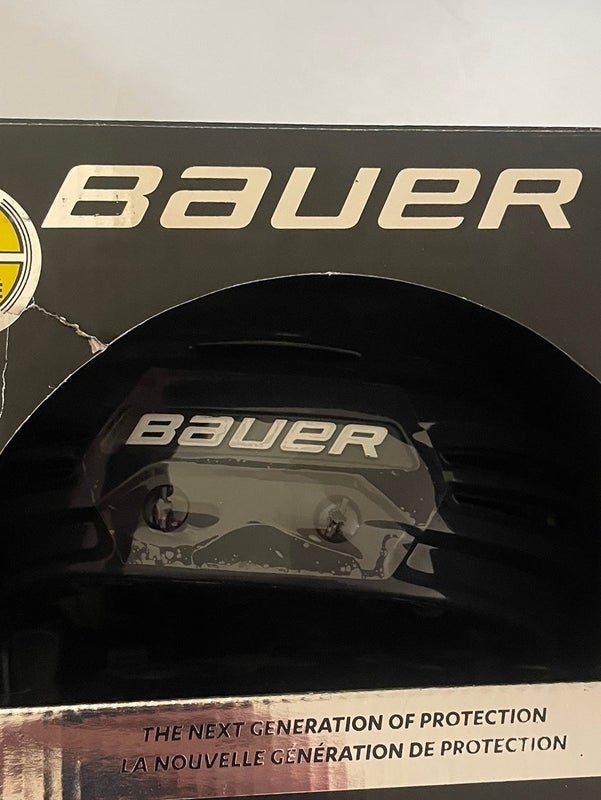 BAUER
BAUER
THE NEXT GENERATION OF PROTECTION
LA NOUVELLE GÉNÉRATION DE PROTECTION